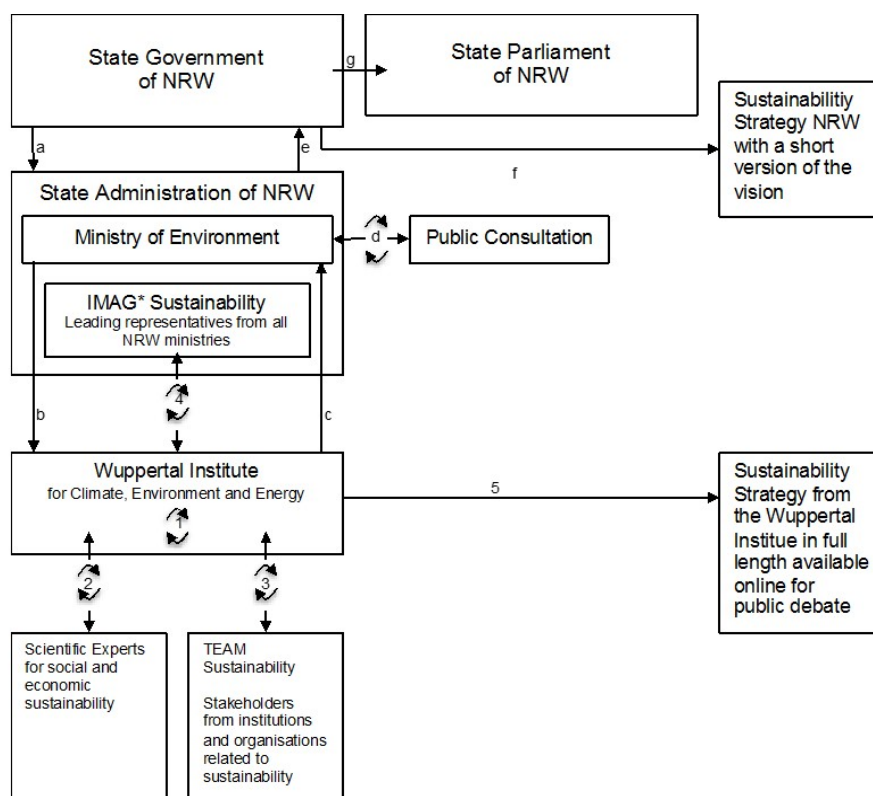 State Government
of NRW
g
State Parliament
of NRW
Sustainabilitiy
Strategy NRW
with a short
version of the
vision
a
e
f
State Administration of NRW
Ministry of Environment
d
Public Consultation
IMAG* Sustainability
Leading representatives from all
NRW ministries
4
b
c
Wuppertal Institute
for Climate, Environment and Energy
1
5
Sustainability
Strategy from
the Wuppertal
Institue in full
length available
online for
public debate
2
3
Scientific Experts
for social and
economic
sustainability
TEAM
Sustainability
Stakeholders
from institutions
and organisations
related to
sustainability